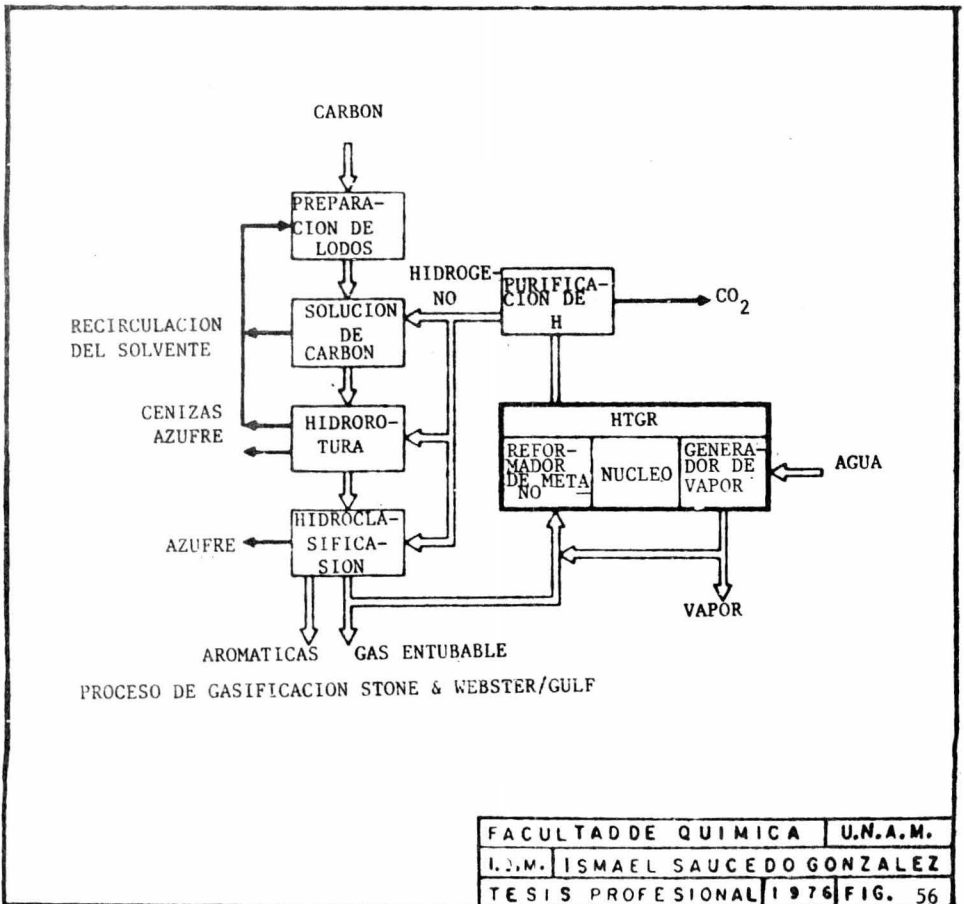 CARBON
PREPARA-
CION DE
LODOS
HIDROGE-
NO
PURIFICA-
CION DE
H
CO2
SOLUCION
DE
CARBON
RECIRCULACION
DEL SOLVENTE
CENIZAS
AZUFRE
HIDRORO-
TURA
HTGR
REFOR-
MADOR
DE META
NO
NUCLEO
GENERA-
DOR DE
VAPOR
AGUA
AZUFRE
HIDROCLA-
SIFICA-
SION
VAPOR
AROMATICAS GAS ENTUBABLE
PROCESO DE GASIFICACION STONE & WEBSTER/GULF
FACULTAD DE QUIMICA U.N.A.M.
ISMAEL SAUCEDO GONZALEZ
TESIS PROFESIONAL 1976 FIG. 56